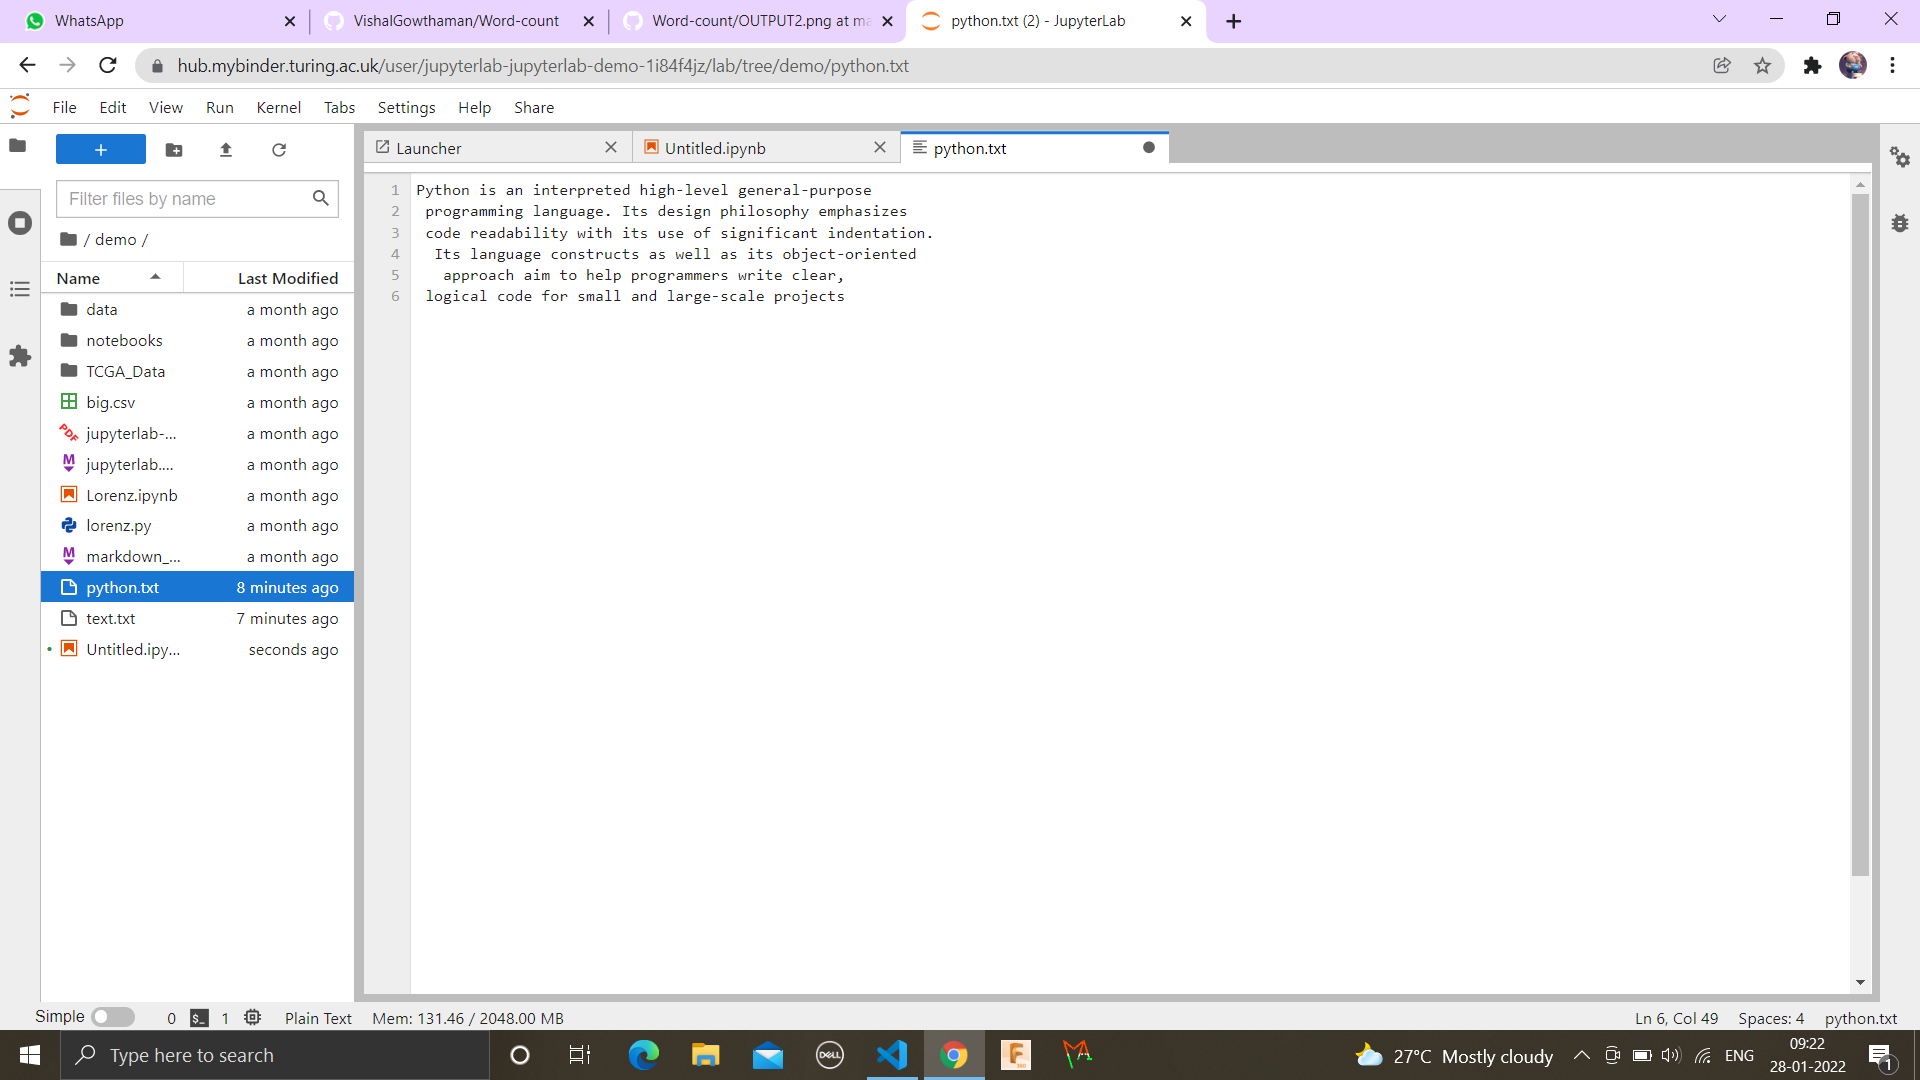 WhatsApp
VishalGowthaman/Word-count
Word-count/OUTPUT2.png at ma
python.txt (2) - JupyterLab
hub.mybinder.turing.ac.uk/user/jupyterlab-jupyterlab-demo-1i84f4jz/lab/tree/demo/python.txt
File Edit View Run Kernel Tabs Settings Help Share
Launcher
Untitled.ipynb
python.txt
Filter files by name
/ demo /
Name Last Modified
data a month ago
notebooks a month ago
TCGA_Data a month ago
big.csv a month ago
PDF jupyterlab-... a month ago
M jupyterlab.... a month ago
Lorenz.ipynb a month ago
lorenz.py a month ago
M markdown_... a month ago
python.txt 8 minutes ago
text.txt 7 minutes ago
Untitled.ipy... seconds ago
1 Python is an interpreted high-level general-purpose
2 programming language. Its design philosophy emphasizes
3 code readability with its use of significant indentation.
4 Its language constructs as well as its object-oriented
5 approach aim to help programmers write clear,
6 logical code for small and large-scale projects
Simple 0 $_ 1 Plain Text Mem: 131.46 / 2048.00 MB
Ln 6, Col 49 Spaces: 4 python.txt
Type here to search
DELL
F
27°C Mostly cloudy
ENG
09:22
28-01-2022
1